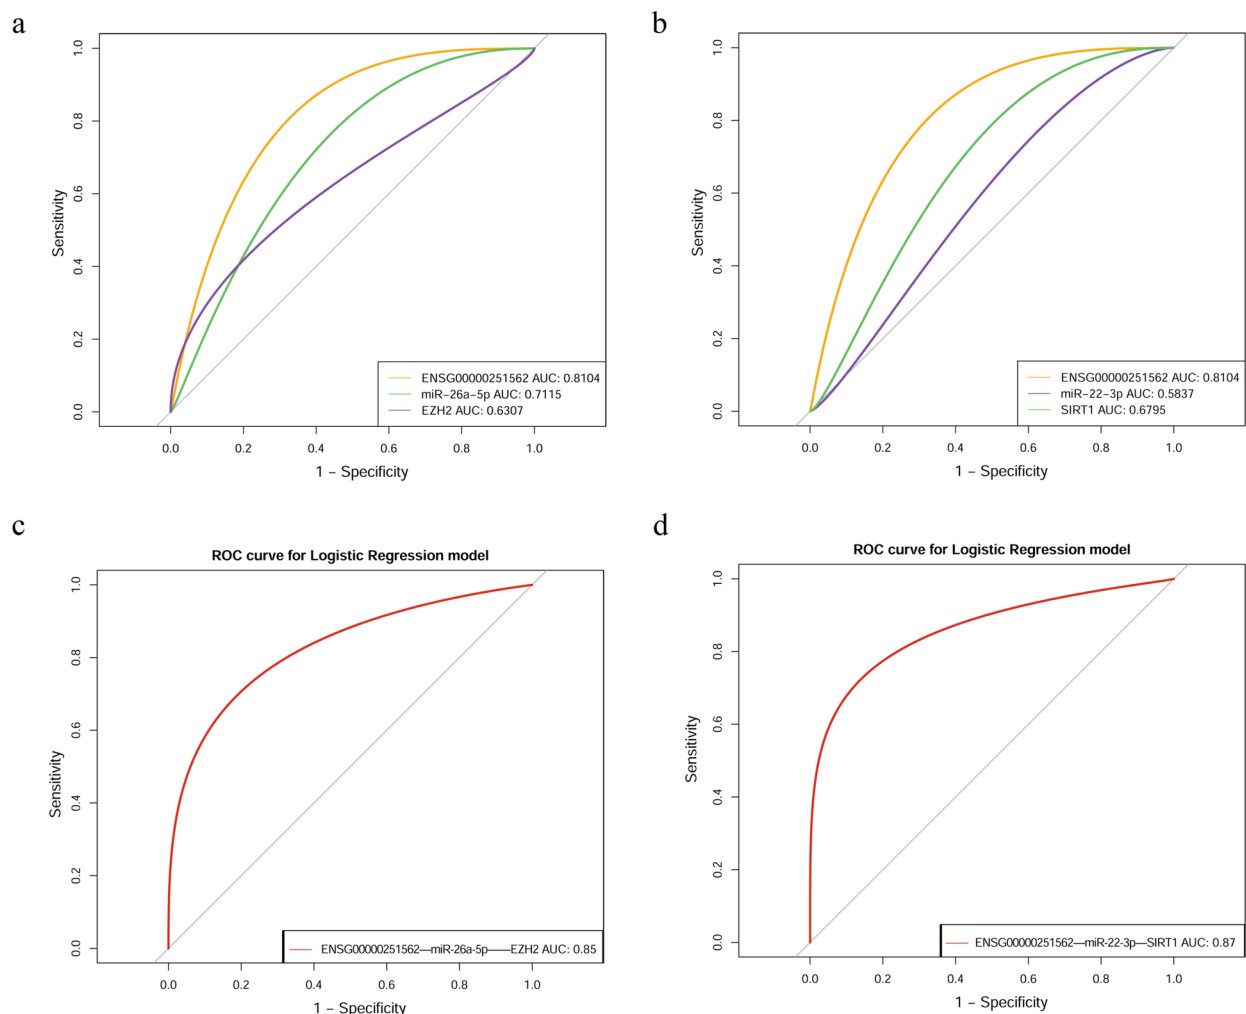 a
1.0
0.8
0.6
0.4
0.2
0.0
Sensitivity
ENSG00000251562 AUC: 0.8104
miR−26a−5p AUC: 0.7115
EZH2 AUC: 0.6307
0.0 0.2 0.4 0.6 0.8 1.0
1 − Specificity
b
1.0
0.8
0.6
0.4
0.2
0.0
Sensitivity
ENSG00000251562 AUC: 0.8104
miR−22−3p AUC: 0.5837
SIRT1 AUC: 0.6795
0.0 0.2 0.4 0.6 0.8 1.0
1 − Specificity
c
ROC curve for Logistic Regression model
1.0
0.8
0.6
0.4
0.2
0.0
Sensitivity
ENSG00000251562—miR-26a-5p——EZH2 AUC: 0.85
0.0 0.2 0.4 0.6 0.8 1.0
1 − Specificity
d
ROC curve for Logistic Regression model
1.0
0.8
0.6
0.4
0.2
0.0
Sensitivity
ENSG00000251562—miR-22-3p—SIRT1 AUC: 0.87
0.0 0.2 0.4 0.6 0.8 1.0
1 − Specificity